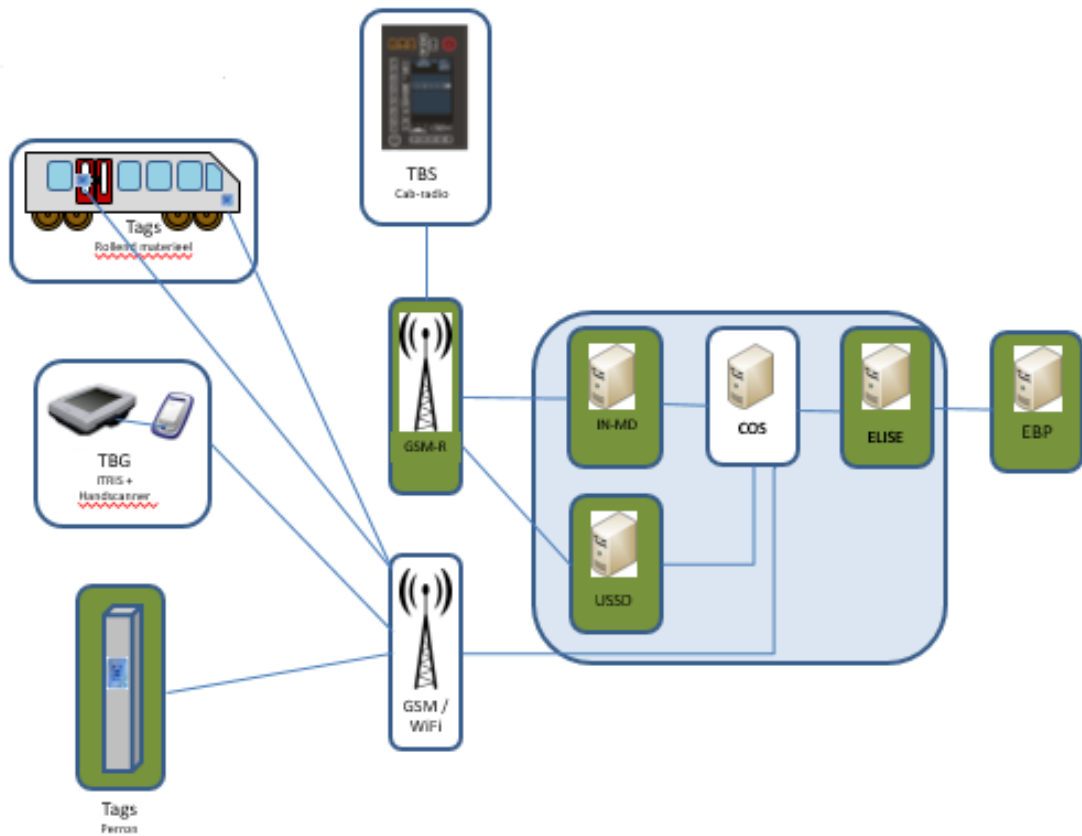 TBS
Cab-radio
Tags
Rollend materieel
TBG
ITRIS +
Handscanner
GSM-R
IN-MD
COS
ELISE
EBP
USSD
GSM /
WiFi
Tags
Perron